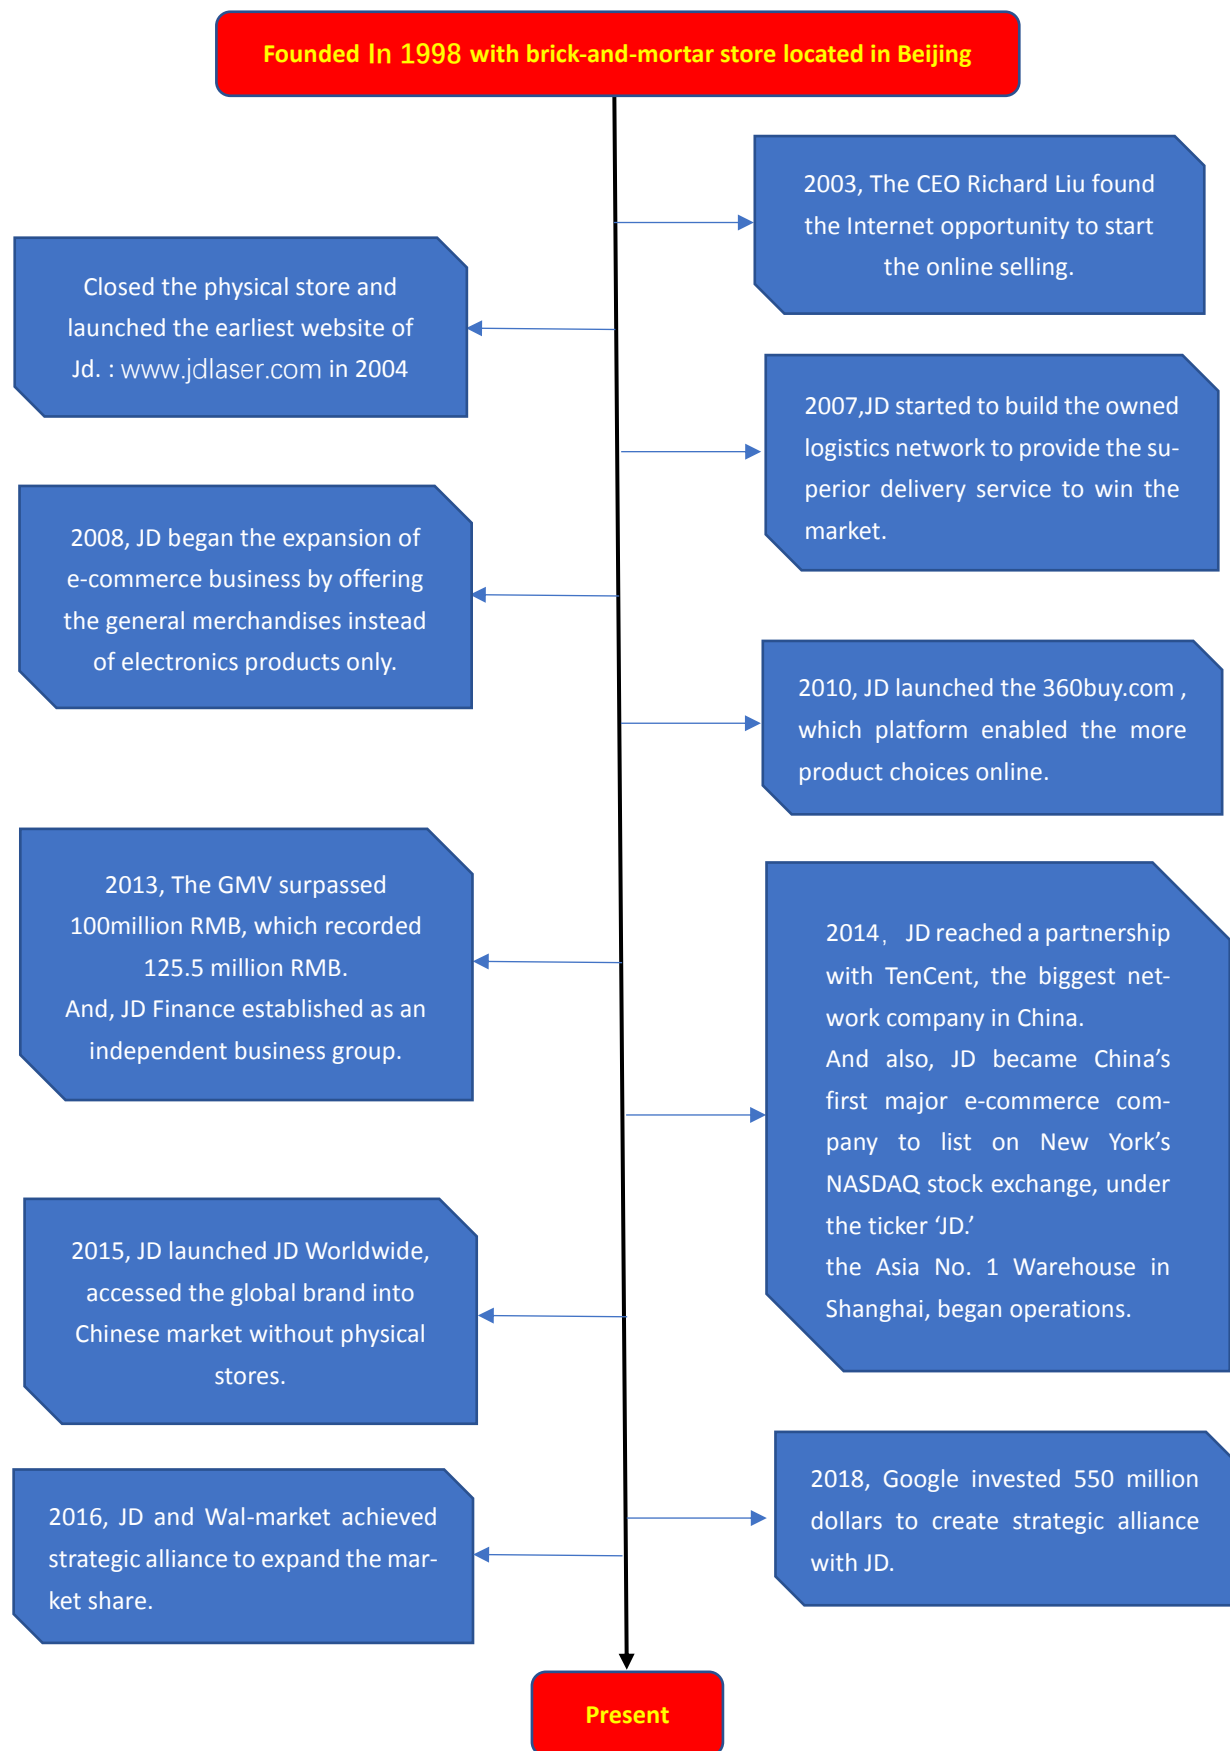 Founded In 1998 with brick-and-mortar store located in Beijing
2003, The CEO Richard Liu found
the Internet opportunity to start
the online selling.
Closed the physical store and
launched the earliest website of
Jd. : www.jdlaser.com in 2004
2007,JD started to build the owned
logistics network to provide the su-
perior delivery service to win the
market.
2008, JD began the expansion of
e-commerce business by offering
the general merchandises instead
of electronics products only.
2010, JD launched the 360buy.com ,
which platform enabled the more
product choices online.
2013, The GMV surpassed
100million RMB, which recorded
125.5 million RMB.
And, JD Finance established as an
independent business group.
2014， JD reached a partnership
with TenCent, the biggest net-
work company in China.
And also, JD became China’s
first major e-commerce com-
pany to list on New York’s
NASDAQ stock exchange, under
the ticker ‘JD.’
the Asia No. 1 Warehouse in
Shanghai, began operations.
2015, JD launched JD Worldwide,
accessed the global brand into
Chinese market without physical
stores.
2018, Google invested 550 million
dollars to create strategic alliance
with JD.
2016, JD and Wal-market achieved
strategic alliance to expand the mar-
ket share.
Present